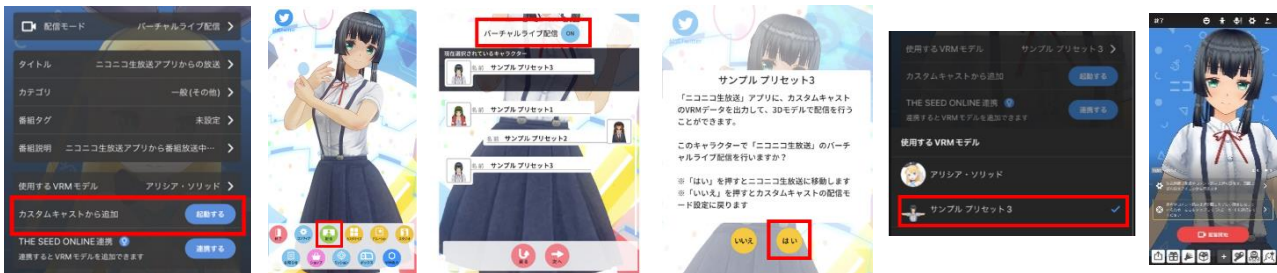 配信モード バーチャルライブ配信
タイトル ニコニコ生放送アプリからの放送
カテゴリ 一般(その他)
番組タグ 未設定
番組説明 ニコニコ生放送アプリから番組放送中…
使用するVRMモデル アリシア・ソリッド
カスタムキャストから追加 起動する
THE SEED ONLINE連携 連携する
連携するとVRMモデルを追加できます
バーチャルライブ配信 ON
現在選択されているキャラクター
名前 サンプル プリセット3
名前 サンプル プリセット1
名前 サンプル プリセット2
名前 サンプル プリセット3
戻る 次へ
サンプル プリセット3
「ニコニコ生放送」アプリに、カスタムキャスト
のVRMデータを出力して、3Dモデルで配信を行う
ことができます。
このキャラクターで「ニコニコ生放送」のバーチ
ャルライブ配信を行いますか？
※「はい」を押すとニコニコ生放送に移動します
※「いいえ」を押すとカスタムキャストの配信モ
ード設定に戻ります
いいえ はい
使用するVRMモデル サンプル プリセット3
カスタムキャストから追加 起動する
THE SEED ONLINE連携 連携する
連携するとVRMモデルを追加できます
使用するVRMモデル
アリシア・ソリッド
サンプル プリセット3
終了